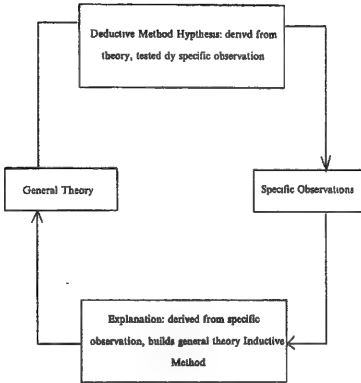 Deductive Method Hypthesis: derivd from
theory, tested dy specific observation
General Theory
Specific Observations
Explanation: derived from specific
observation, builds general theory Inductive
Method